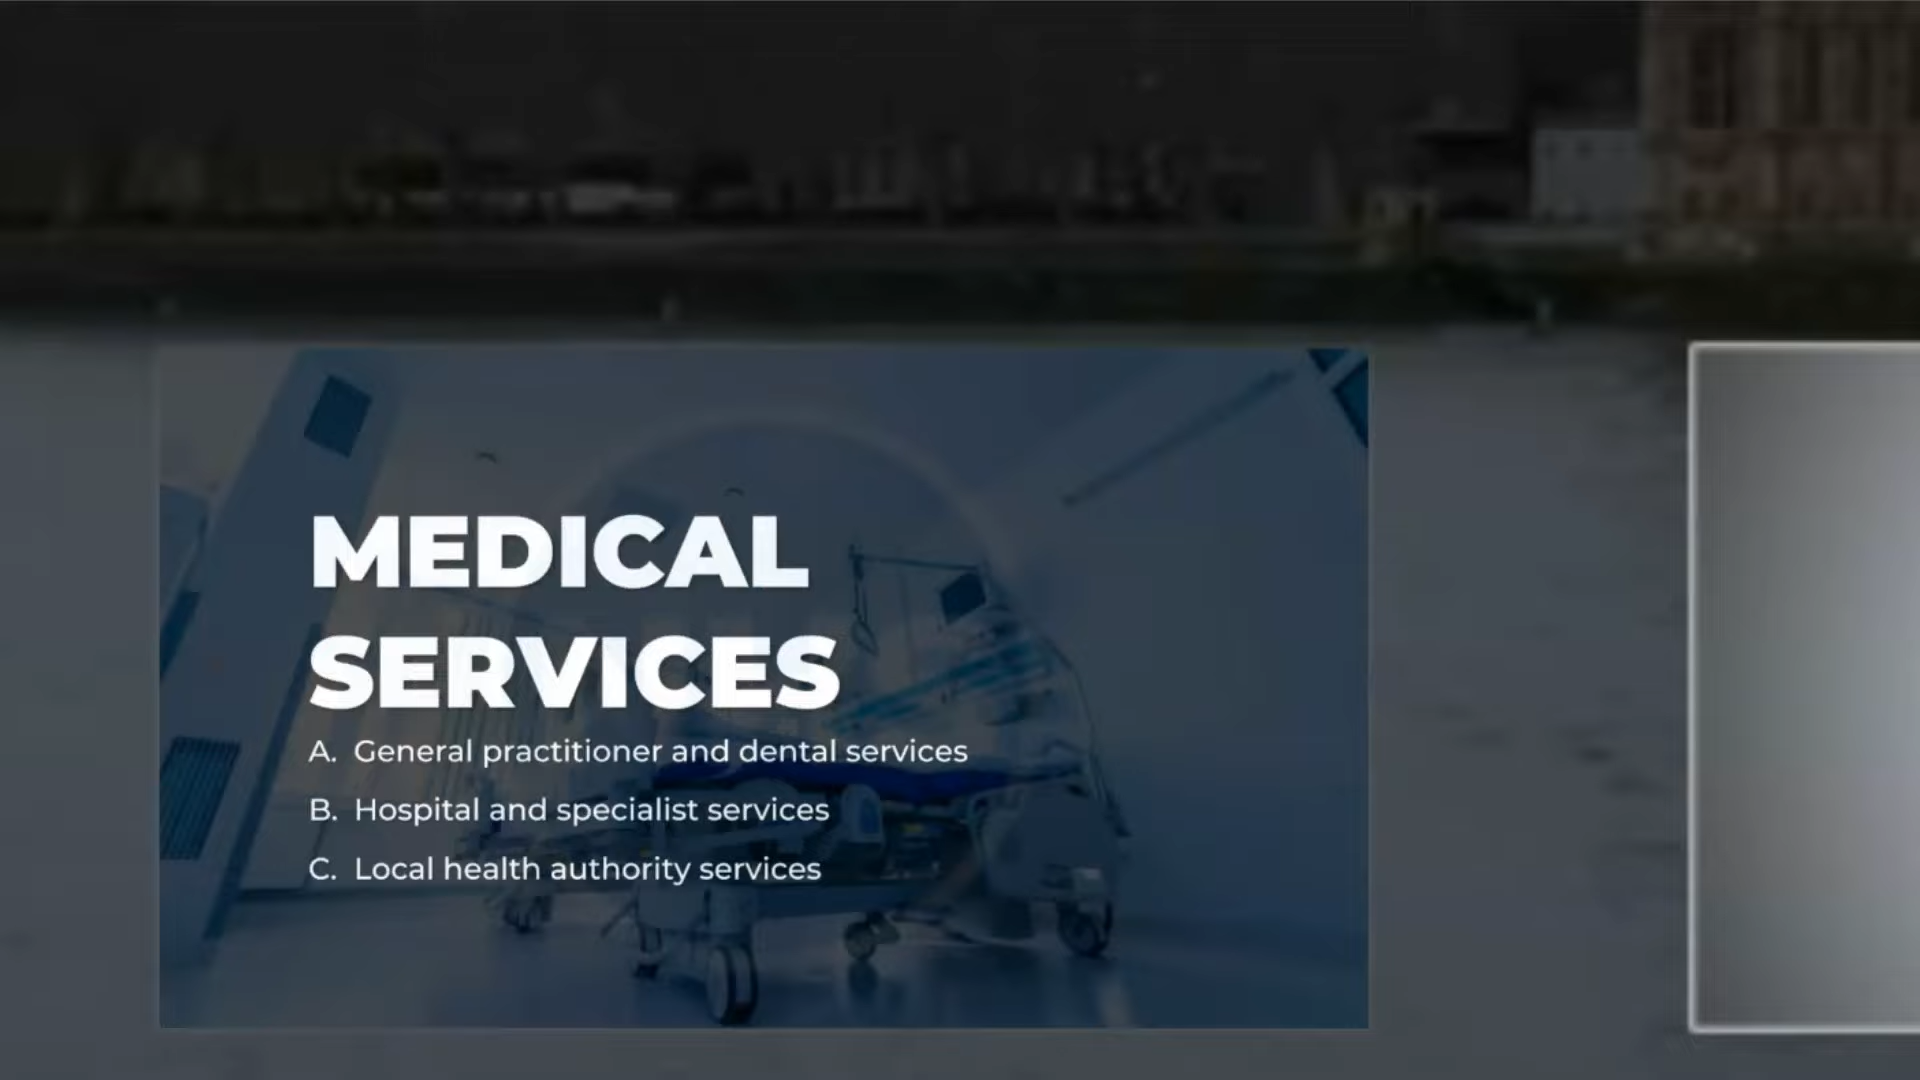 MEDICAL
SERVICES
A. General practitioner and dental services
B. Hospital and specialist services
C. Local health authority services